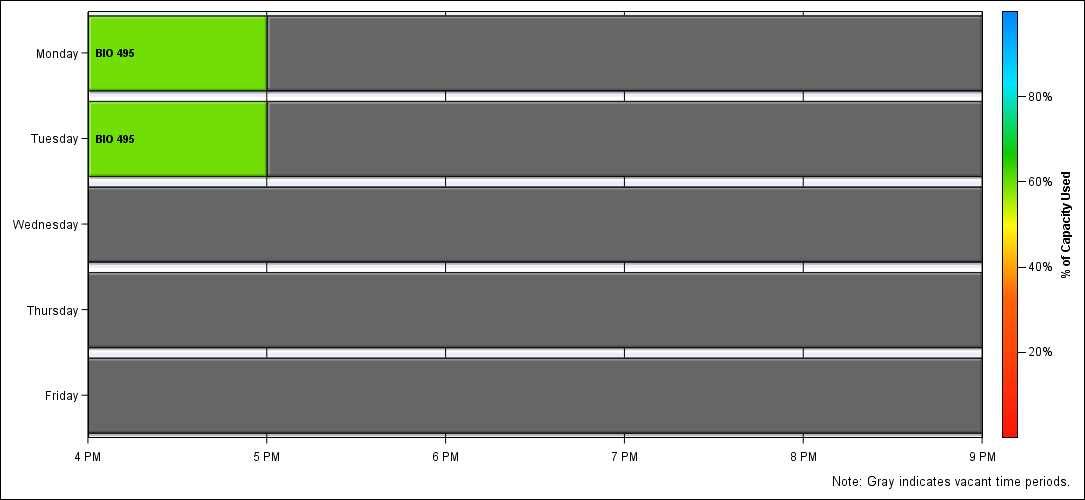 Monday
BIO 495
Tuesday
BIO 495
Wednesday
Thursday
Friday
4 PM
5 PM
6 PM
7 PM
8 PM
9 PM
80%
60%
40%
20%
% of Capacity Used
Note: Gray indicates vacant time periods.